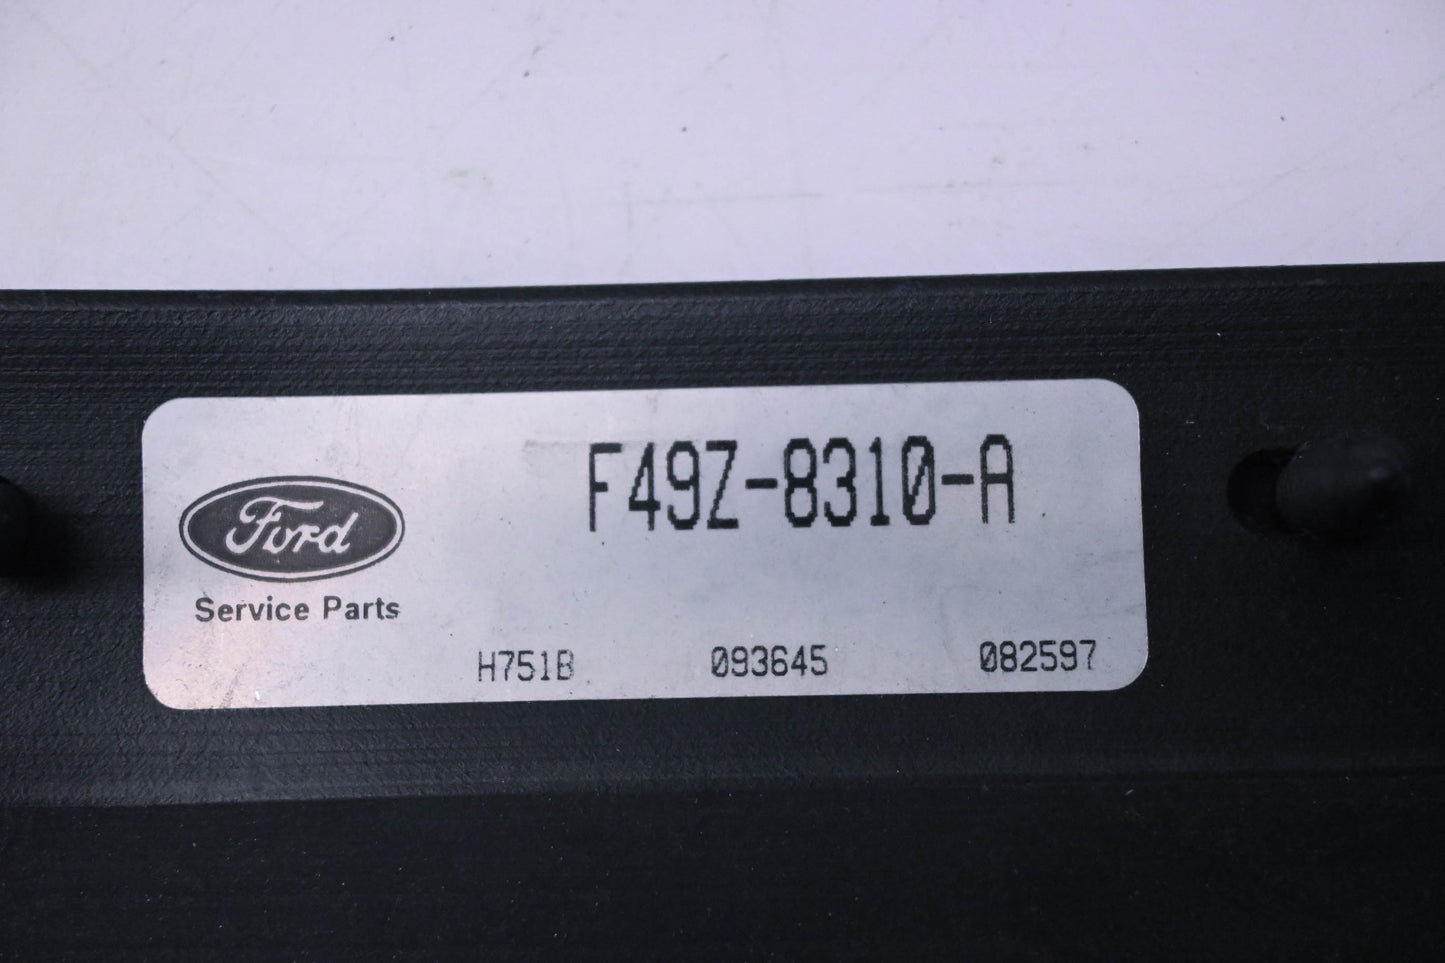 F49Z-8310-A
Ford
Service Parts
H751B 093645 082597